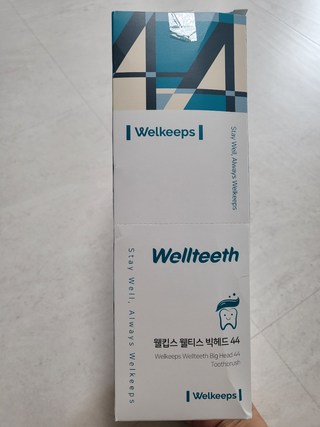 44
Welkeeps
Stay Well, Always Welkeeps
Stay Well, Always Welkeeps
Wellteeth
웰킵스 웰티스 빅헤드 44
Welkeeps Wellteeth Big Head 44
Toothbrush
Welkeeps